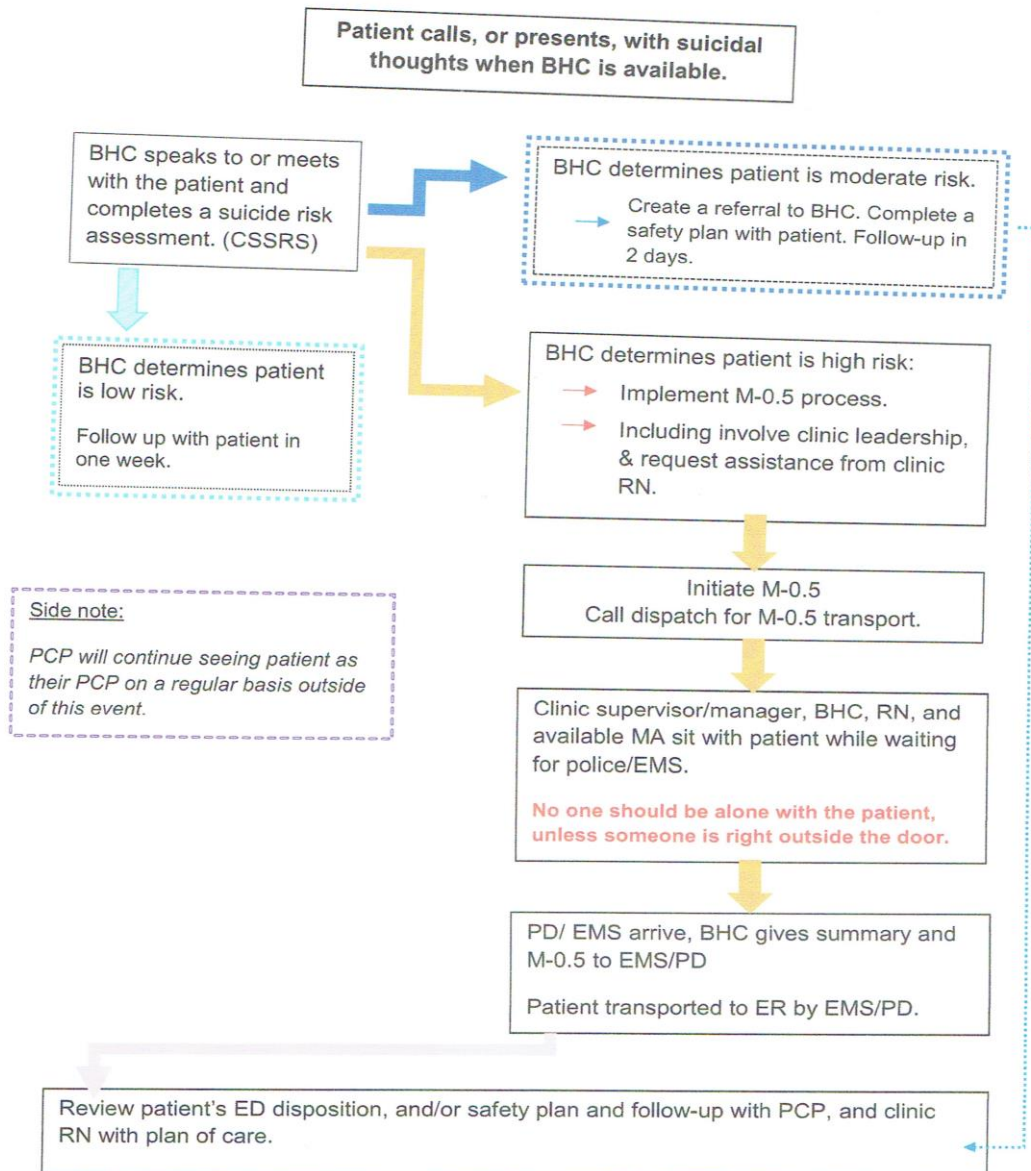 Patient calls, or presents, with suicidal
thoughts when BHC is available.
BHC speaks to or meets
with the patient and
completes a suicide risk
assessment. (CSSRS)
BHC determines patient is moderate risk.
Create a referral to BHC. Complete a
safety plan with patient. Follow-up in
2 days.
BHC determines patient
is low risk.
Follow up with patient in
one week.
BHC determines patient is high risk:
Implement M-0.5 process.
Including involve clinic leadership,
& request assistance from clinic
RN.
Initiate M-0.5
Call dispatch for M-0.5 transport.
Side note:
PCP will continue seeing patient as
their PCP on a regular basis outside
of this event.
Clinic supervisor/manager, BHC, RN, and
available MA sit with patient while waiting
for police/EMS.
No one should be alone with the patient,
unless someone is right outside the door.
PD/ EMS arrive, BHC gives summary and
M-0.5 to EMS/PD
Patient transported to ER by EMS/PD.
Review patient's ED disposition, and/or safety plan and follow-up with PCP, and clinic
RN with plan of care.